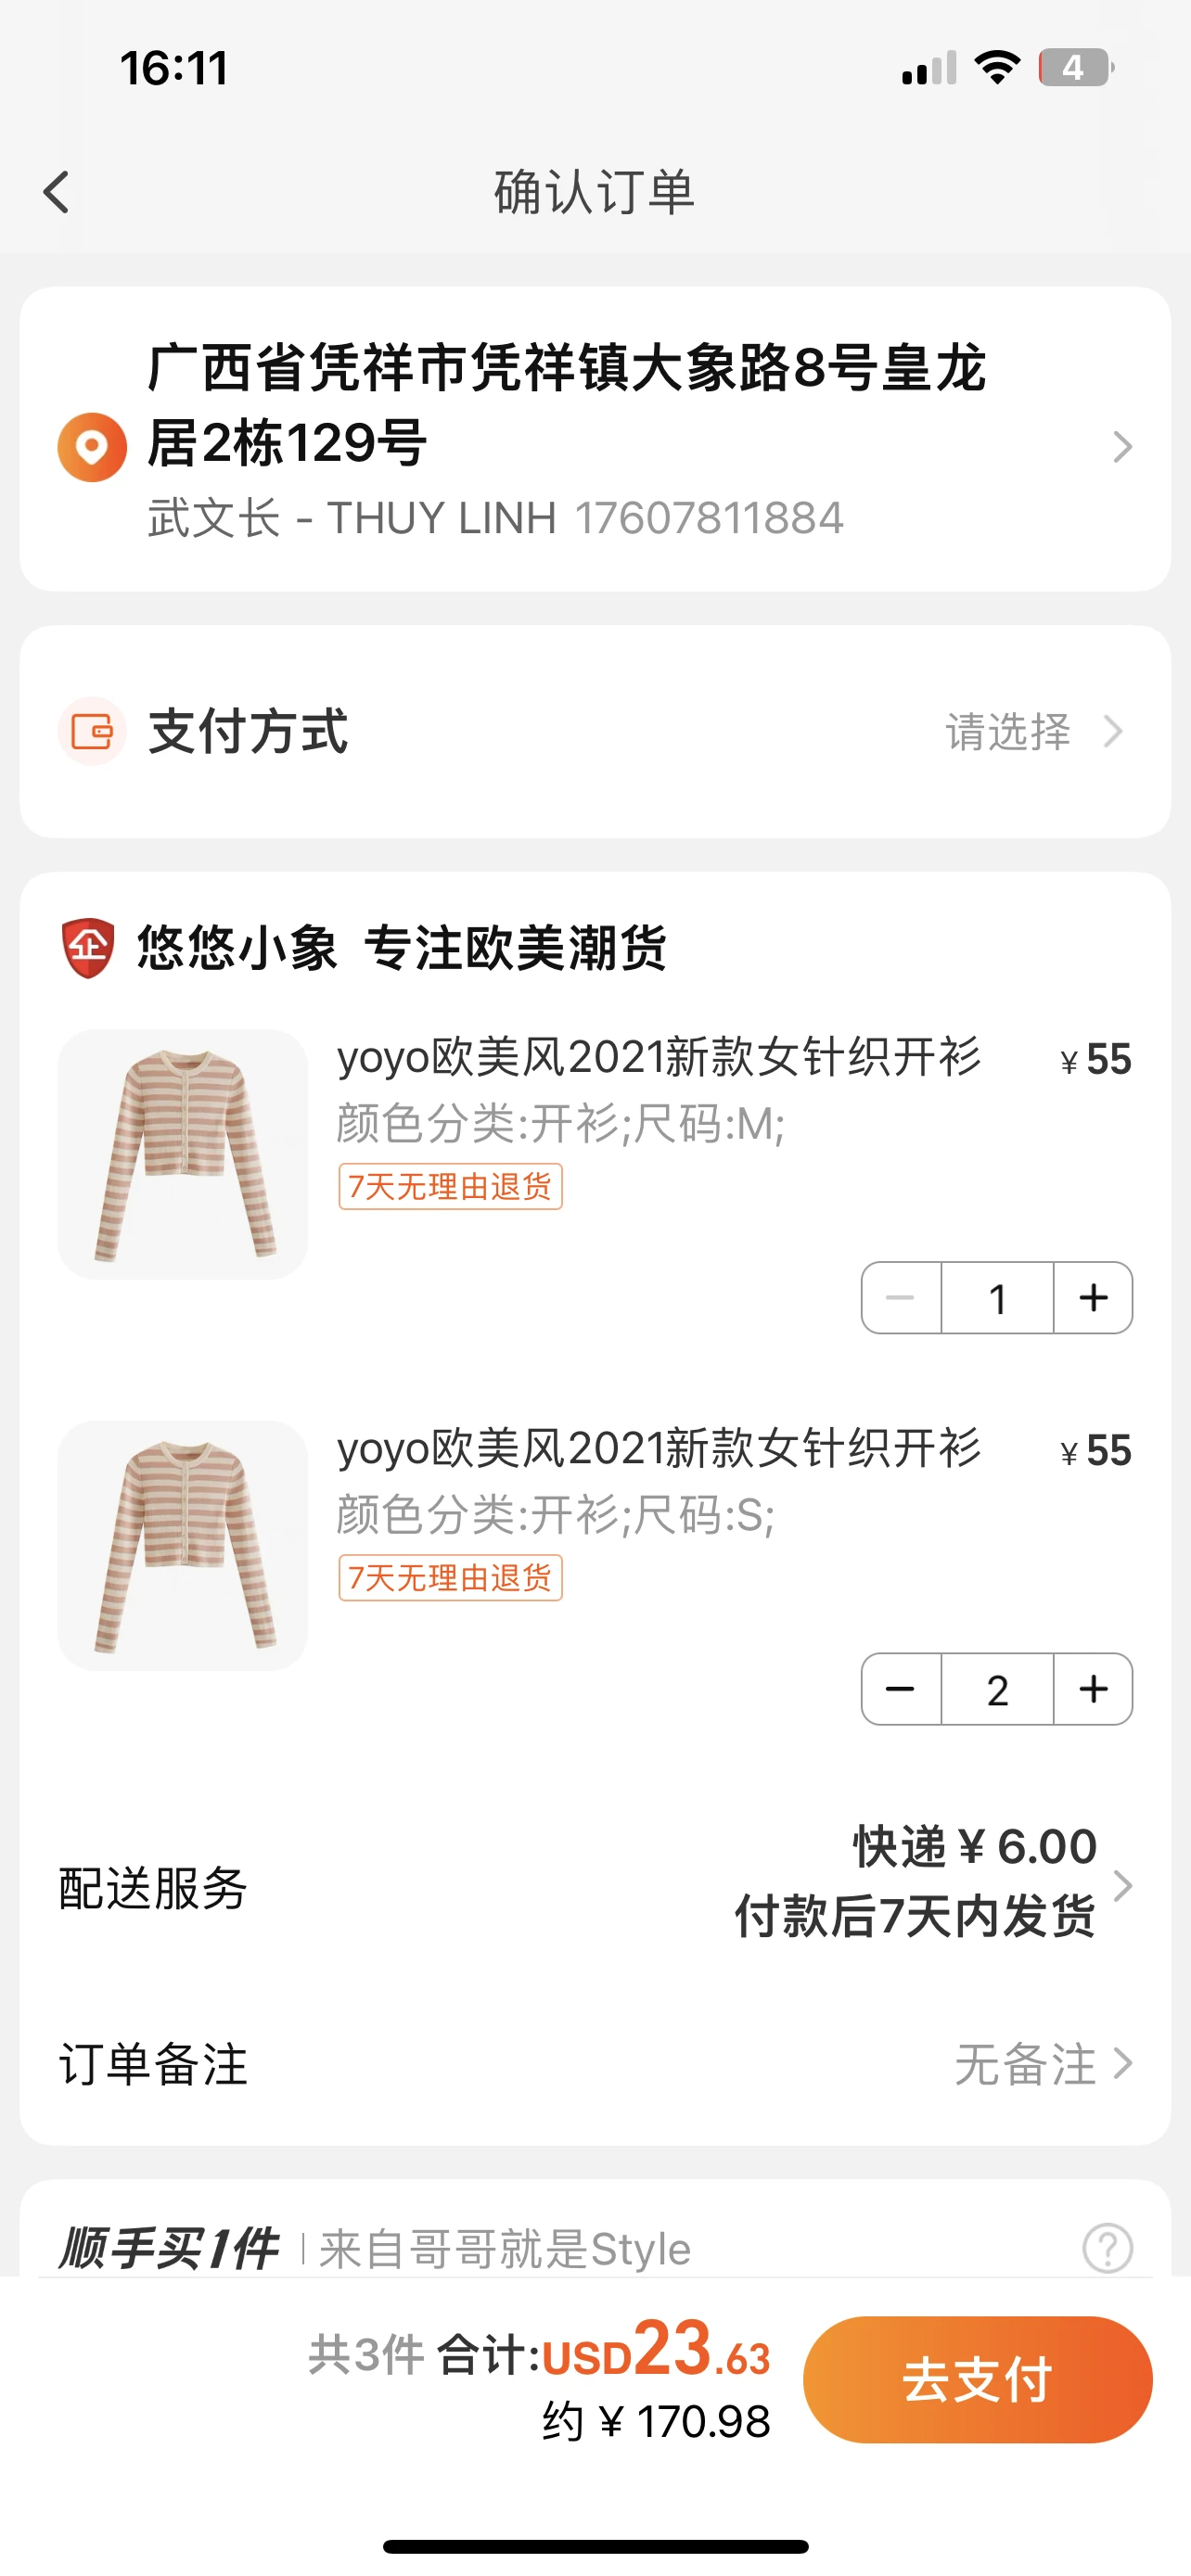 16:11
4
确认订单
广西省凭祥市凭祥镇大象路8号皇龙
居2栋129号
武文长 - THUY LINH 17607811884
支付方式 请选择
企 悠悠小象 专注欧美潮货
yoyo欧美风2021新款女针织开衫 ¥ 55
颜色分类:开衫;尺码:M;
7天无理由退货
1
yoyo欧美风2021新款女针织开衫 ¥ 55
颜色分类:开衫;尺码:S;
7天无理由退货
2
配送服务 快递 ¥ 6.00
付款后7天内发货
订单备注 无备注
顺手买1件 来自哥哥就是Style
共3件 合计:USD23.63
约 ¥ 170.98
去支付